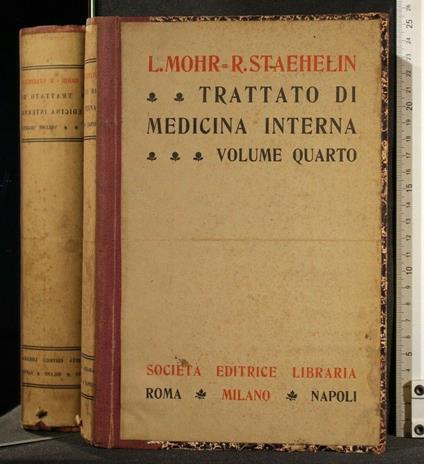 L. MOHR = R. STAEHELIN
TRATTATO DI
MEDICINA INTERNA
VOLUME QUARTO
SOCIETÀ EDITRICE LIBRARIA
ROMA MILANO NAPOLI